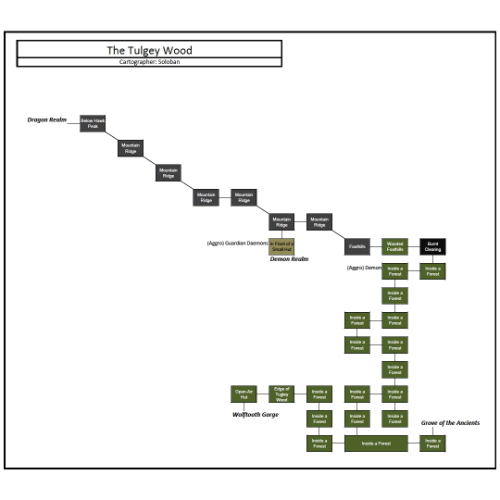 The Tulgey Wood
Cartographer: Soloban
Dragon Realm
Below Hawk
Peak
Mountain
Ridge
Mountain
Ridge
Mountain
Ridge
Mountain
Ridge
Mountain
Ridge
Mountain
Ridge
(Aggro) Guardian Daemons
In Front of a
Small Hut
Demon Realm
Foothills
Wooded
Foothills
Burnt
Clearing
(Aggro) Deman
Inside a
Forest
Inside a
Forest
Inside a
Forest
Inside a
Forest
Inside a
Forest
Inside a
Forest
Inside a
Forest
Inside a
Forest
Open-Air
Hut
Edge of
Tulgey
Wood
Inside a
Forest
Inside a
Forest
Inside a
Forest
Wolftooth Gorge
Inside a
Forest
Inside a
Forest
Inside a
Forest
Grove of the Ancients
Inside a
Forest
Inside a Forest
Inside a
Forest